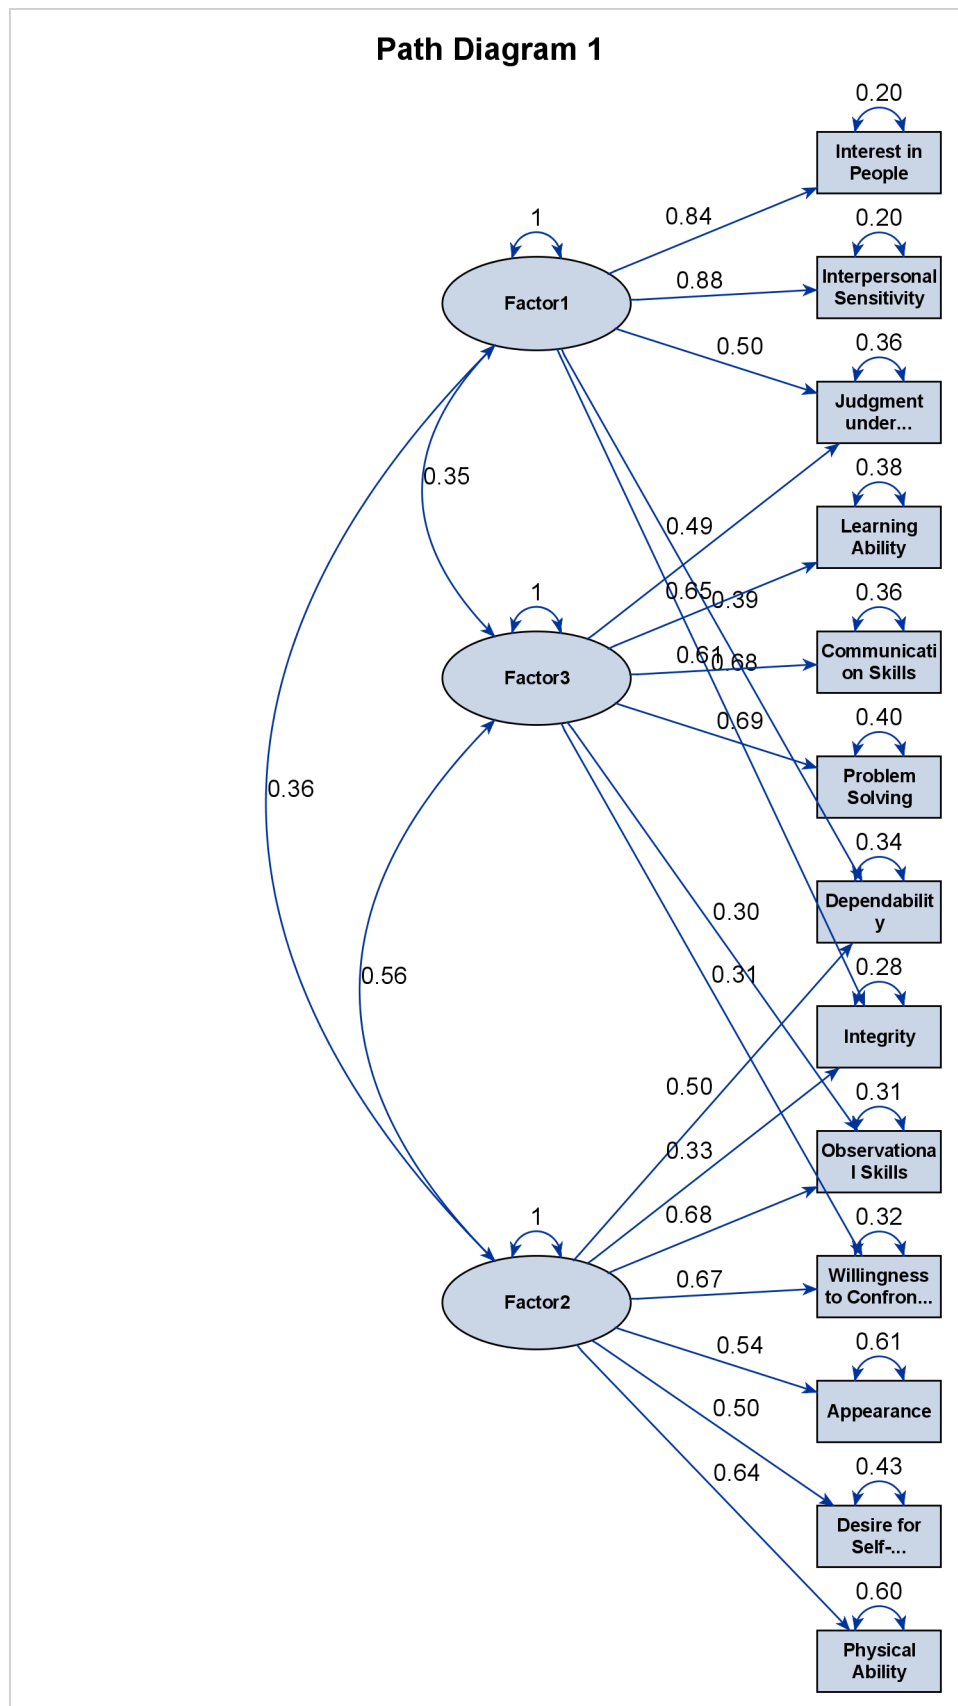 Path Diagram 1
0.20
Interest in
People
0.84
1
0.20
Factor1
0.88
Interpersonal
Sensitivity
0.50
0.36
Judgment
under...
0.35
0.38
0.49
Learning
Ability
1
0.65
0.39
0.36
Factor3
0.61
0.68
Communicati
on Skills
0.69
0.40
Problem
Solving
0.36
0.34
Dependabilit
y
0.30
0.56
0.31
0.28
Integrity
0.50
0.31
0.33
Observationa
l Skills
1
0.68
0.32
Factor2
0.67
Willingness
to Confron...
0.54
0.61
Appearance
0.50
0.43
0.64
Desire for
Self-...
0.60
Physical
Ability